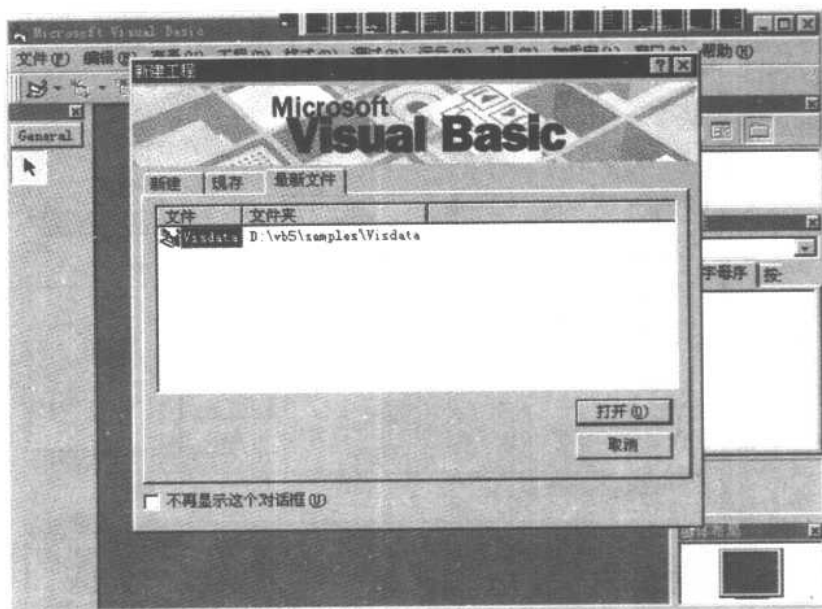 Microsoft Visual Basic
文件(F) 编辑 帮助(H)
新建工程
General
Microsoft
Visual Basic
新建 现存 最新文件
文件 文件夹
Visdata D:\vb5\samples\Visdata
字母序 按
打开(O)
取消
不再显示这个对话框(U)